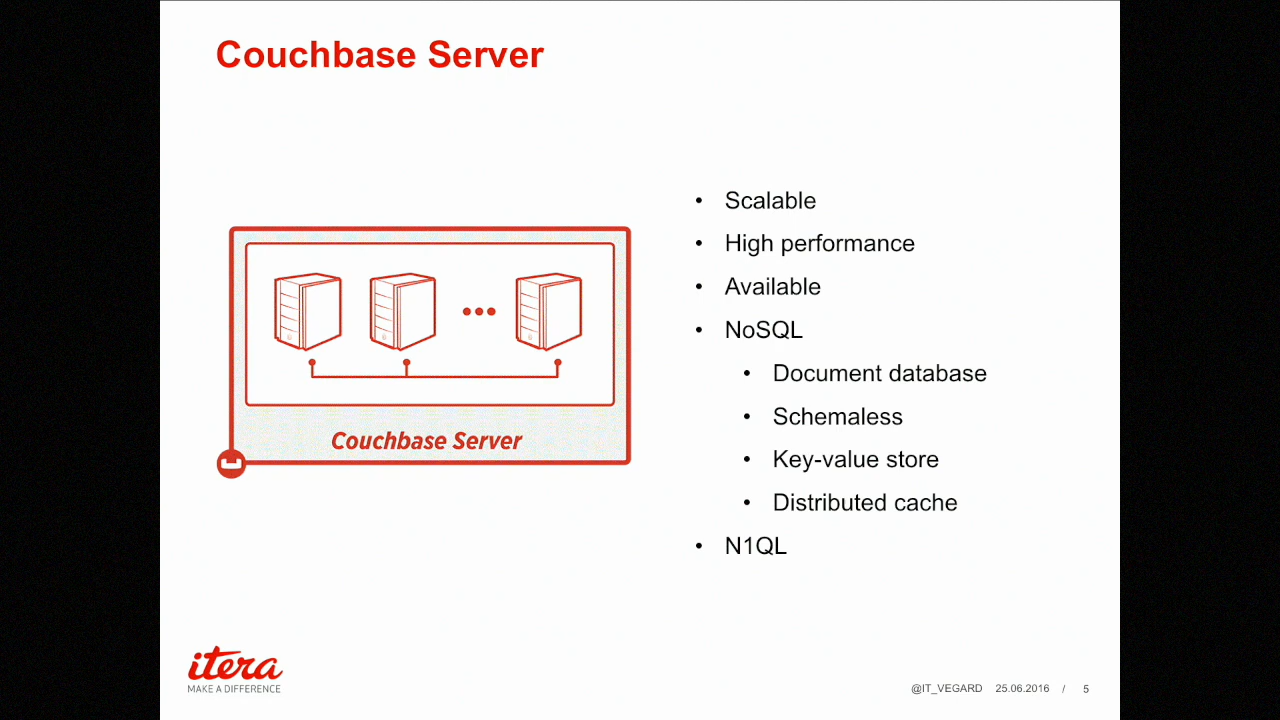 Couchbase Server
• Scalable
• High performance
• Available
• NoSQL
• Document database
• Schemaless
• Key-value store
• Distributed cache
• N1QL
Couchbase Server
itera
MAKE A DIFFERENCE
@IT_VEGARD 25.06.2016 / 5